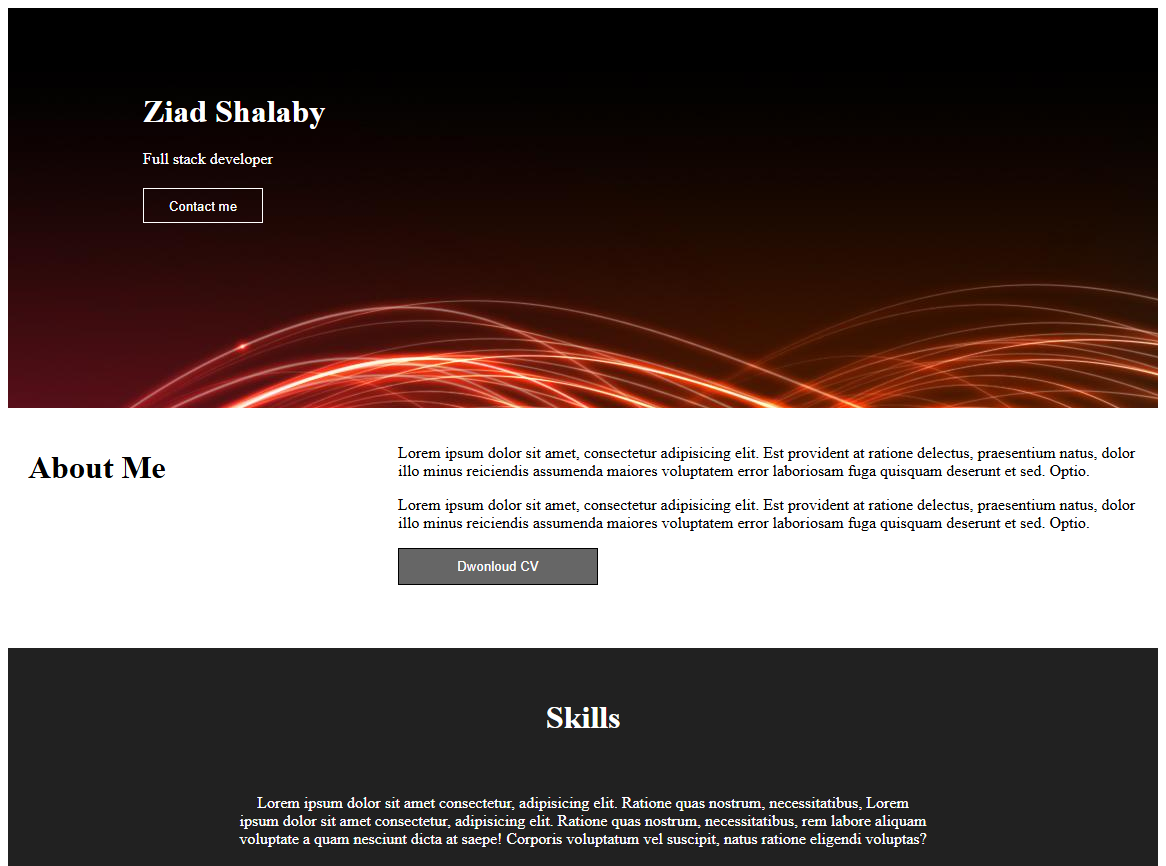 Ziad Shalaby
Full stack developer
Contact me
About Me
Lorem ipsum dolor sit amet, consectetur adipisicing elit. Est provident at ratione delectus, praesentium natus, dolor
illo minus reiciendis assumenda maiores voluptatem error laboriosam fuga quisquam deserunt et sed. Optio.
Lorem ipsum dolor sit amet, consectetur adipisicing elit. Est provident at ratione delectus, praesentium natus, dolor
illo minus reiciendis assumenda maiores voluptatem error laboriosam fuga quisquam deserunt et sed. Optio.
Dwonloud CV
Skills
Lorem ipsum dolor sit amet consectetur, adipisicing elit. Ratione quas nostrum, necessitatibus, Lorem
ipsum dolor sit amet consectetur, adipisicing elit. Ratione quas nostrum, necessitatibus, rem labore aliquam
voluptate a quam nesciunt dicta at saepe! Corporis voluptatum vel suscipit, natus ratione eligendi voluptas?